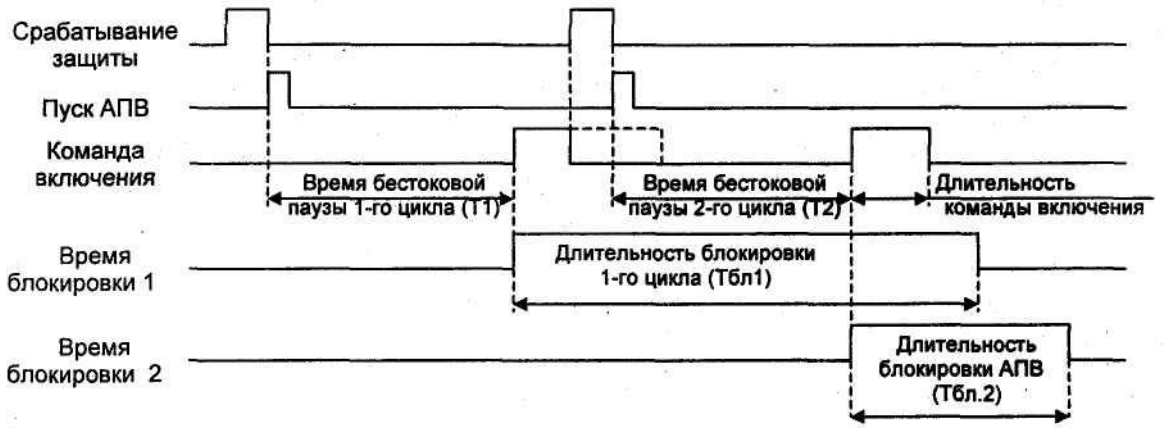 Срабатывание
защиты
Пуск АПВ
Команда
включения
Время бестоковой
паузы 1-го цикла (Т1)
Время бестоковой
паузы 2-го цикла (Т2)
Длительность
команды включения
Время
блокировки 1
Длительность блокировки
1-го цикла (Тбл1)
Время
блокировки 2
Длительность
блокировки АПВ
(Тбл.2)